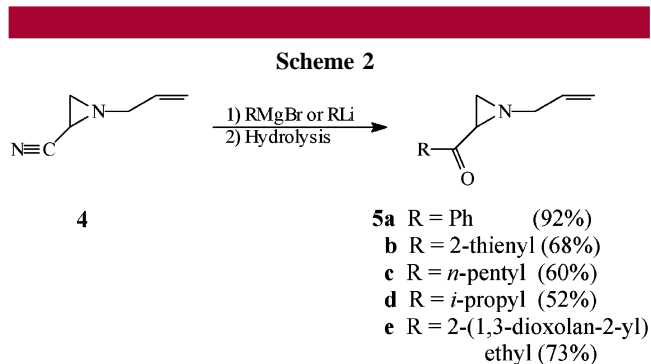 Scheme 2
N
N≡C
4
1) RMgBr or RLi
2) Hydrolysis
N
R
O
5a R = Ph (92%)
b R = 2-thienyl (68%)
c R = n-pentyl (60%)
d R = i-propyl (52%)
e R = 2-(1,3-dioxolan-2-yl)
ethyl (73%)